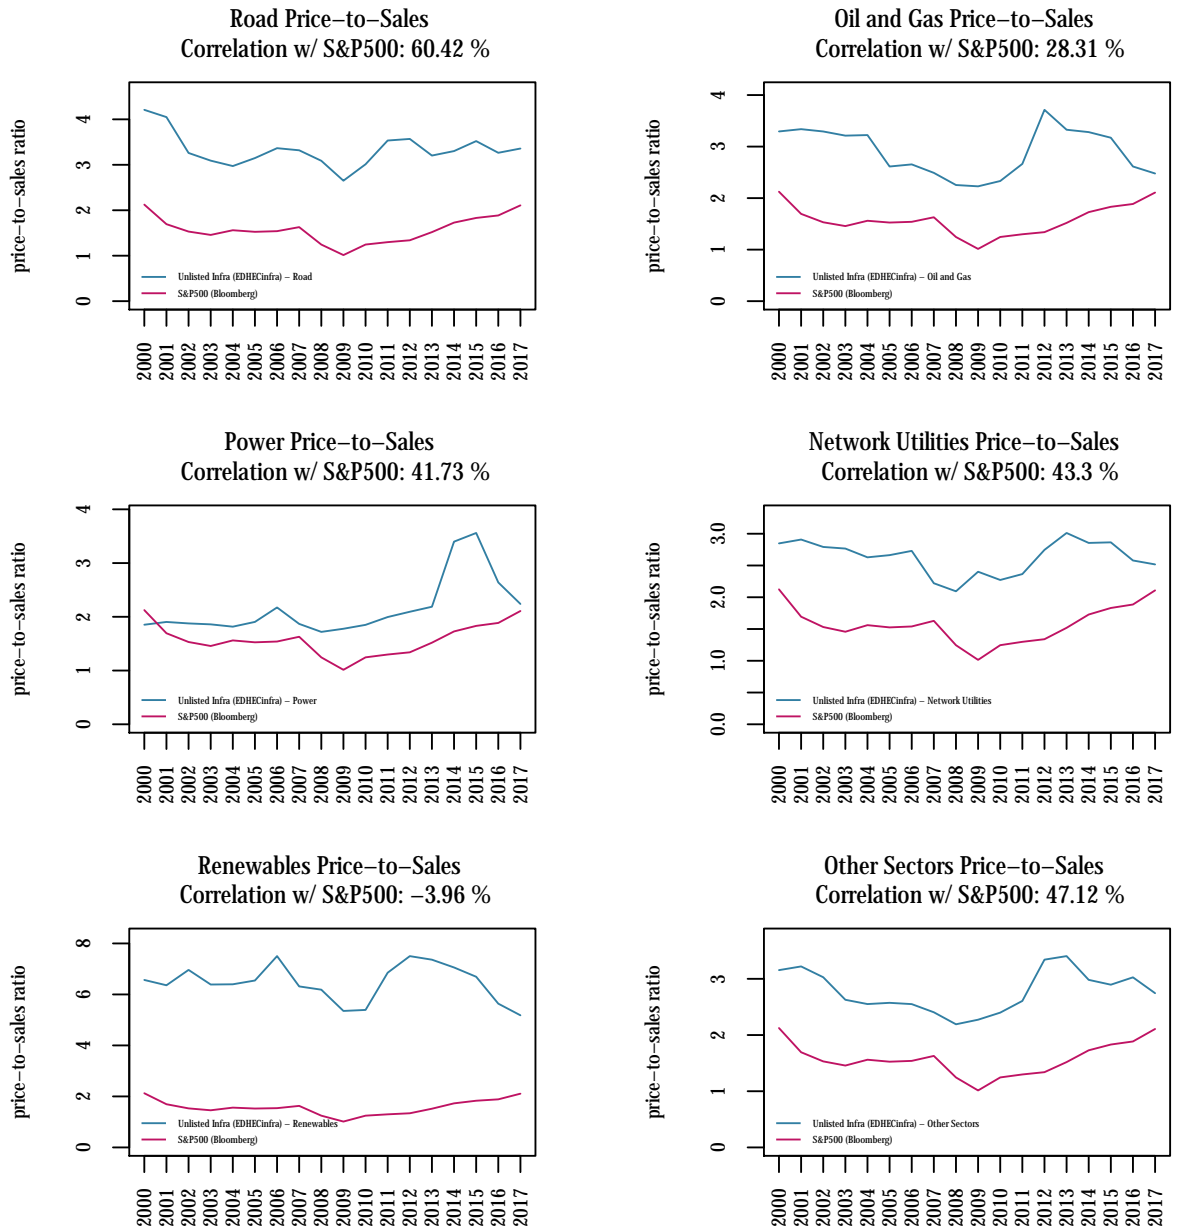 Road Price−to−Sales
Correlation w/ S&P500: 60.42 %
price−to−sales ratio
4
3
2
1
0
Unlisted Infra (EDHECinfra) − Road
S&P500 (Bloomberg)
2000 2001 2002 2003 2004 2005 2006 2007 2008 2009 2010 2011 2012 2013 2014 2015 2016 2017
Oil and Gas Price−to−Sales
Correlation w/ S&P500: 28.31 %
price−to−sales ratio
4
3
2
1
0
Unlisted Infra (EDHECinfra) − Oil and Gas
S&P500 (Bloomberg)
2000 2001 2002 2003 2004 2005 2006 2007 2008 2009 2010 2011 2012 2013 2014 2015 2016 2017
Power Price−to−Sales
Correlation w/ S&P500: 41.73 %
price−to−sales ratio
4
3
2
1
0
Unlisted Infra (EDHECinfra) − Power
S&P500 (Bloomberg)
2000 2001 2002 2003 2004 2005 2006 2007 2008 2009 2010 2011 2012 2013 2014 2015 2016 2017
Network Utilities Price−to−Sales
Correlation w/ S&P500: 43.3 %
price−to−sales ratio
3.0
2.0
1.0
0.0
Unlisted Infra (EDHECinfra) − Network Utilities
S&P500 (Bloomberg)
2000 2001 2002 2003 2004 2005 2006 2007 2008 2009 2010 2011 2012 2013 2014 2015 2016 2017
Renewables Price−to−Sales
Correlation w/ S&P500: −3.96 %
price−to−sales ratio
8
6
4
2
0
Unlisted Infra (EDHECinfra) − Renewables
S&P500 (Bloomberg)
2000 2001 2002 2003 2004 2005 2006 2007 2008 2009 2010 2011 2012 2013 2014 2015 2016 2017
Other Sectors Price−to−Sales
Correlation w/ S&P500: 47.12 %
price−to−sales ratio
3
2
1
0
Unlisted Infra (EDHECinfra) − Other Sectors
S&P500 (Bloomberg)
2000 2001 2002 2003 2004 2005 2006 2007 2008 2009 2010 2011 2012 2013 2014 2015 2016 2017